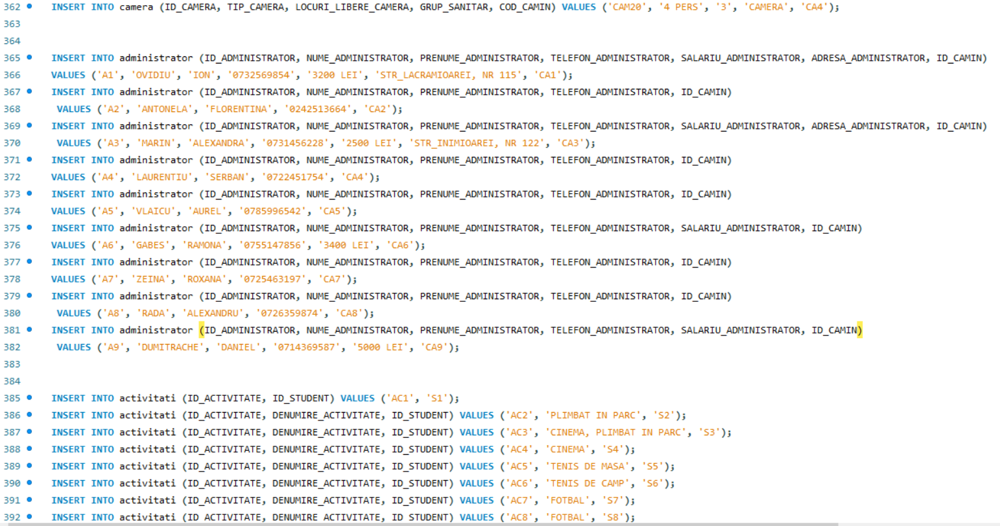 362 INSERT INTO camera (ID_CAMERA, TIP_CAMERA, LOCURI_LIBERE_CAMERA, GRUP_SANITAR, COD_CAMIN) VALUES ('CAM20', '4 PERS', '3', 'CAMERA', 'CA4');
363
364
365 INSERT INTO administrator (ID_ADMINISTRATOR, NUME_ADMINISTRATOR, PRENUME_ADMINISTRATOR, TELEFON_ADMINISTRATOR, SALARIU_ADMINISTRATOR, ADRESA_ADMINISTRATOR, ID_CAMIN)
366 VALUES ('A1', 'OVIDIU', 'ION', '0732569854', '3200 LEI', 'STR_LACRAMIOAREI, NR 115', 'CA1');
367 INSERT INTO administrator (ID_ADMINISTRATOR, NUME_ADMINISTRATOR, PRENUME_ADMINISTRATOR, TELEFON_ADMINISTRATOR, ID_CAMIN)
368 VALUES ('A2', 'ANTONELA', 'FLORENTINA', '0242513664', 'CA2');
369 INSERT INTO administrator (ID_ADMINISTRATOR, NUME_ADMINISTRATOR, PRENUME_ADMINISTRATOR, TELEFON_ADMINISTRATOR, SALARIU_ADMINISTRATOR, ADRESA_ADMINISTRATOR, ID_CAMIN)
370 VALUES ('A3', 'MARIN', 'ALEXANDRA', '0731456228', '2500 LEI', 'STR_INIMIOAREI, NR 122', 'CA3');
371 INSERT INTO administrator (ID_ADMINISTRATOR, NUME_ADMINISTRATOR, PRENUME_ADMINISTRATOR, TELEFON_ADMINISTRATOR, ID_CAMIN)
372 VALUES ('A4', 'LAURENTIU', 'SERBAN', '0722451754', 'CA4');
373 INSERT INTO administrator (ID_ADMINISTRATOR, NUME_ADMINISTRATOR, PRENUME_ADMINISTRATOR, TELEFON_ADMINISTRATOR, ID_CAMIN)
374 VALUES ('A5', 'VLAICU', 'AUREL', '0785996542', 'CA5');
375 INSERT INTO administrator (ID_ADMINISTRATOR, NUME_ADMINISTRATOR, PRENUME_ADMINISTRATOR, TELEFON_ADMINISTRATOR, SALARIU_ADMINISTRATOR, ID_CAMIN)
376 VALUES ('A6', 'GABES', 'RAMONA', '0755147856', '3400 LEI', 'CA6');
377 INSERT INTO administrator (ID_ADMINISTRATOR, NUME_ADMINISTRATOR, PRENUME_ADMINISTRATOR, TELEFON_ADMINISTRATOR, ID_CAMIN)
378 VALUES ('A7', 'ZEINA', 'ROXANA', '0725463197', 'CA7');
379 INSERT INTO administrator (ID_ADMINISTRATOR, NUME_ADMINISTRATOR, PRENUME_ADMINISTRATOR, TELEFON_ADMINISTRATOR, ID_CAMIN)
380 VALUES ('A8', 'RADA', 'ALEXANDRU', '0726359874', 'CA8');
381 INSERT INTO administrator (ID_ADMINISTRATOR, NUME_ADMINISTRATOR, PRENUME_ADMINISTRATOR, TELEFON_ADMINISTRATOR, SALARIU_ADMINISTRATOR, ID_CAMIN)
382 VALUES ('A9', 'DUMITRACHE', 'DANIEL', '0714369587', '5000 LEI', 'CA9');
383
384
385 INSERT INTO activitati (ID_ACTIVITATE, ID_STUDENT) VALUES ('AC1', 'S1');
386 INSERT INTO activitati (ID_ACTIVITATE, DENUMIRE_ACTIVITATE, ID_STUDENT) VALUES ('AC2', 'PLIMBAT IN PARC', 'S2');
387 INSERT INTO activitati (ID_ACTIVITATE, DENUMIRE_ACTIVITATE, ID_STUDENT) VALUES ('AC3', 'CINEMA, PLIMBAT IN PARC', 'S3');
388 INSERT INTO activitati (ID_ACTIVITATE, DENUMIRE_ACTIVITATE, ID_STUDENT) VALUES ('AC4', 'CINEMA', 'S4');
389 INSERT INTO activitati (ID_ACTIVITATE, DENUMIRE_ACTIVITATE, ID_STUDENT) VALUES ('AC5', 'TENIS DE MASA', 'S5');
390 INSERT INTO activitati (ID_ACTIVITATE, DENUMIRE_ACTIVITATE, ID_STUDENT) VALUES ('AC6', 'TENIS DE CAMP', 'S6');
391 INSERT INTO activitati (ID_ACTIVITATE, DENUMIRE_ACTIVITATE, ID_STUDENT) VALUES ('AC7', 'FOTBAL', 'S7');
392 INSERT INTO activitati (ID_ACTIVITATE, DENUMIRE_ACTIVITATE, ID_STUDENT) VALUES ('AC8', 'FOTBAL', 'S8');